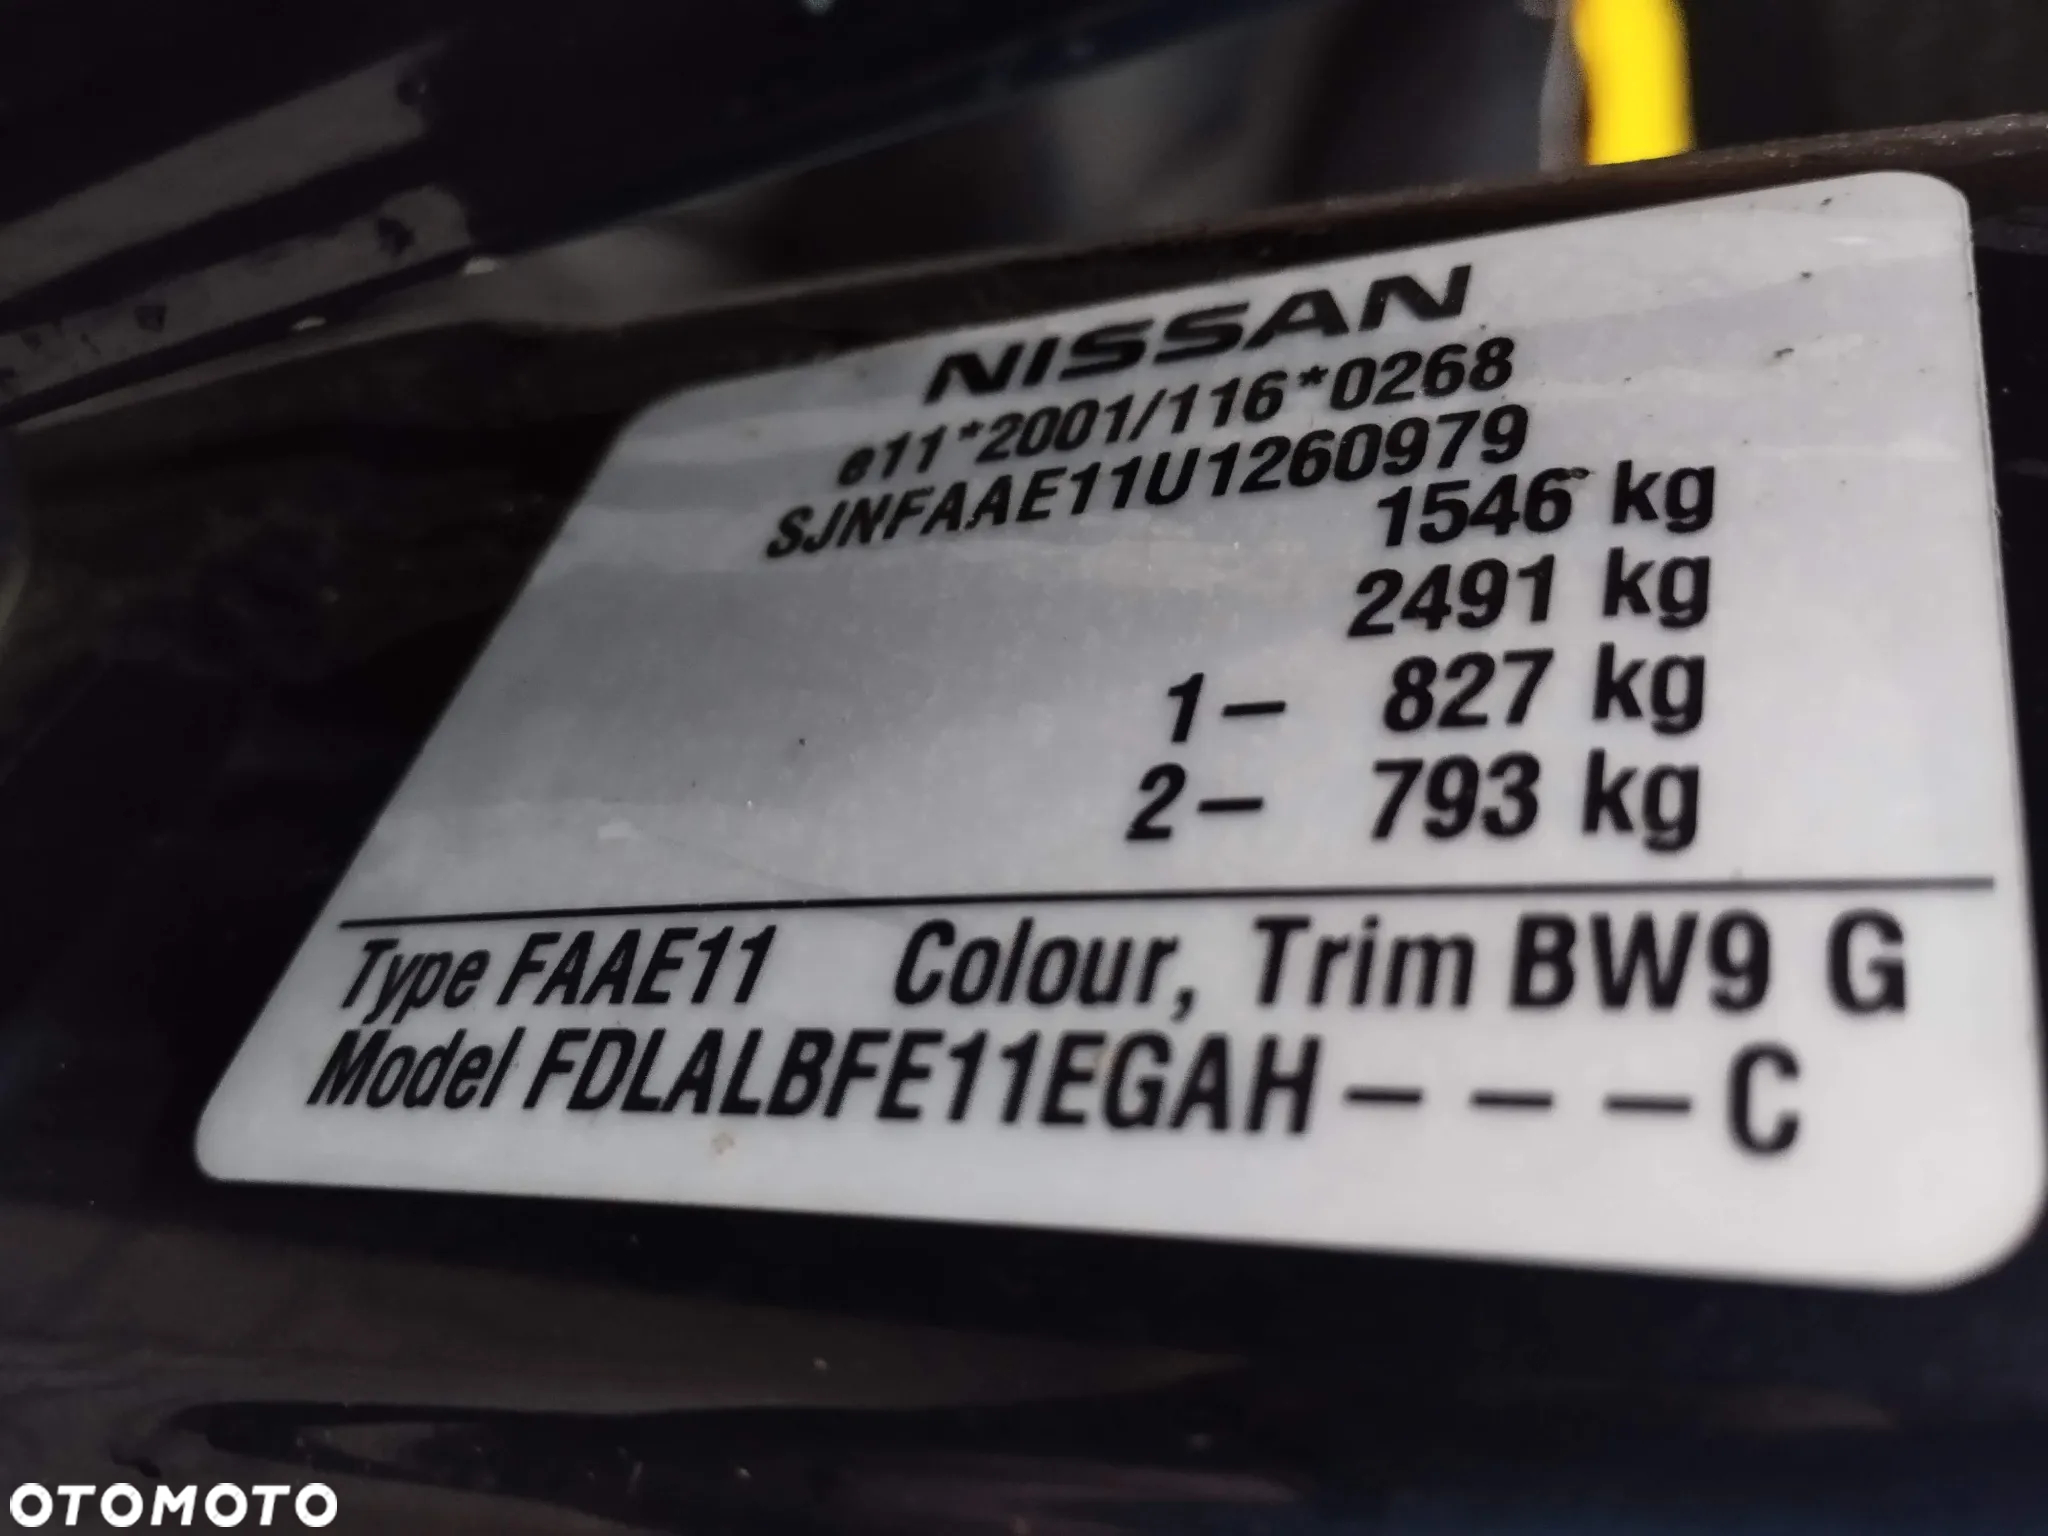 NISSAN
e11*2001/116*0268
SJNFAAE11U1260979
1546 kg
2491 kg
1- 827 kg
2- 793 kg
Type FAAE11 Colour, Trim BW9 G
Model FDLALBFE11EGAH---C
OTOMOTO